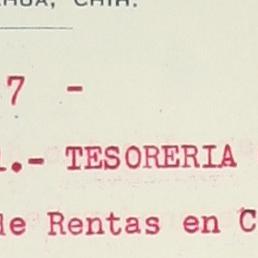 HUA, CHIH.
7 -
.- TESORERIA
de Rentas en C